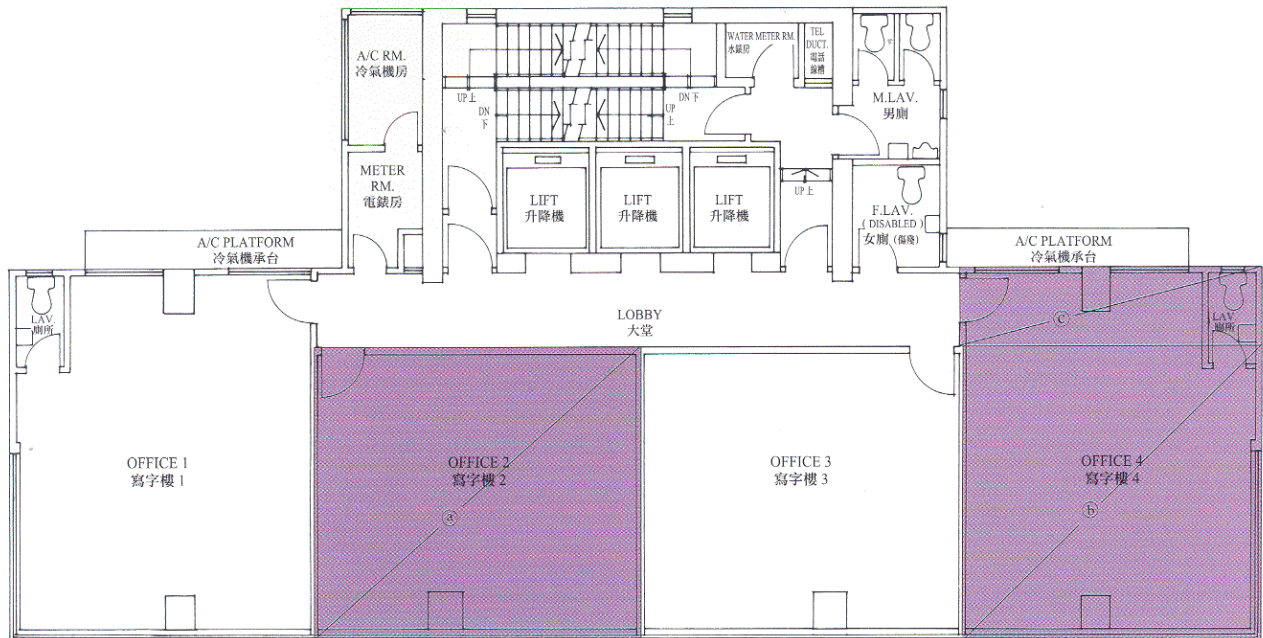 A/C RM.
冷氣機房
WATER METER RM.
水錶房
TEL
DUCT.
電話
線槽
M.LAV.
男廁
UP 上
DN
下
UP
上
DN 下
METER
RM.
電錶房
LIFT
升降機
LIFT
升降機
LIFT
升降機
UP 上
F.LAV.
( DISABLED )
女廁 (傷殘)
A/C PLATFORM
冷氣機承台
A/C PLATFORM
冷氣機承台
LAV.
廁所
LOBBY
大堂
ⓒ
LAV.
廁所
OFFICE 1
寫字樓 1
OFFICE 2
寫字樓 2
OFFICE 3
寫字樓 3
OFFICE 4
寫字樓 4
ⓐ
ⓑ